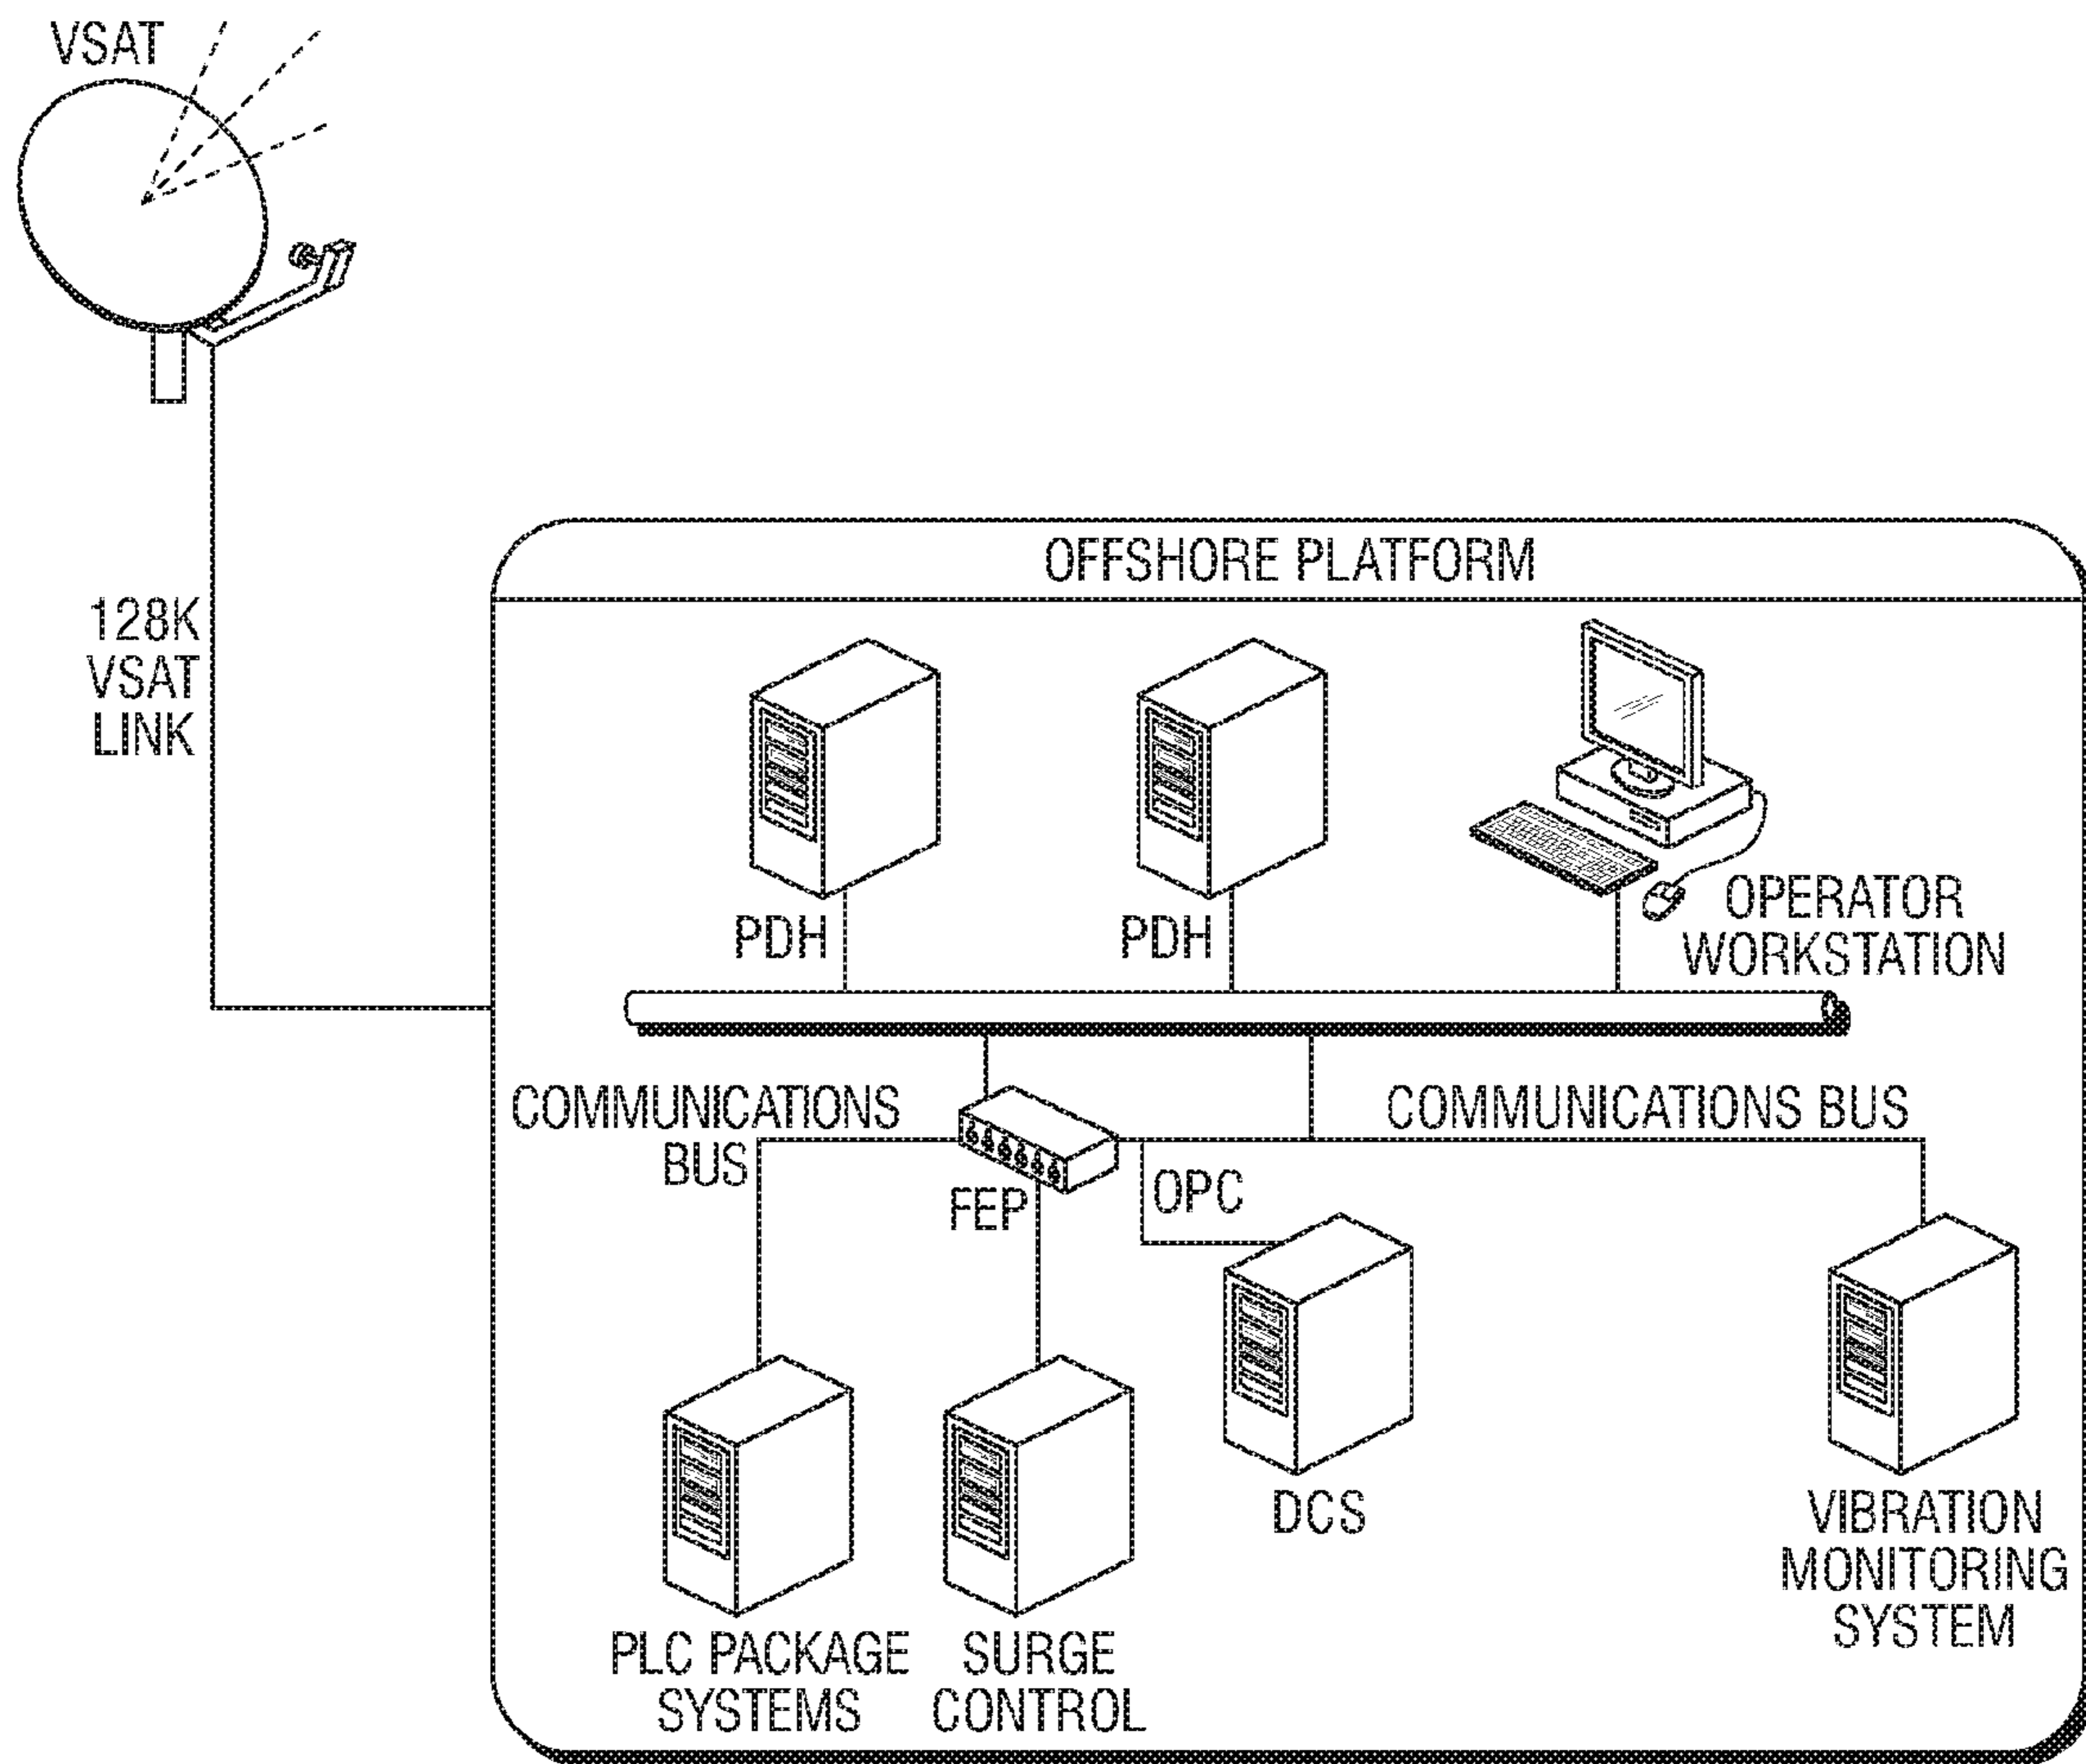 VSAT
OFFSHORE PLATFORM
128K
VSAT
LINK
PDH
PDH
OPERATOR
WORKSTATION
COMMUNICATIONS
BUS
COMMUNICATIONS BUS
FEP
OPC
DCS
VIBRATION
MONITORING
SYSTEM
PLC PACKAGE
SYSTEMS
SURGE
CONTROL